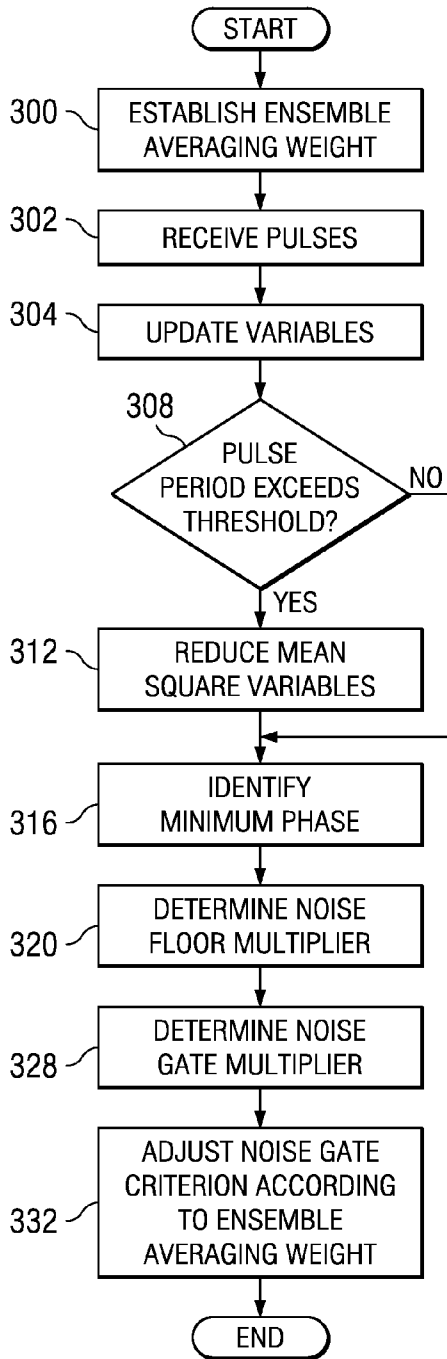 START
300
ESTABLISH ENSEMBLE
AVERAGING WEIGHT
302
RECEIVE PULSES
304
UPDATE VARIABLES
308
PULSE
PERIOD EXCEEDS
THRESHOLD?
NO
YES
312
REDUCE MEAN
SQUARE VARIABLES
316
IDENTIFY
MINIMUM PHASE
320
DETERMINE NOISE
FLOOR MULTIPLIER
328
DETERMINE NOISE
GATE MULTIPLIER
332
ADJUST NOISE GATE
CRITERION ACCORDING
TO ENSEMBLE
AVERAGING WEIGHT
END